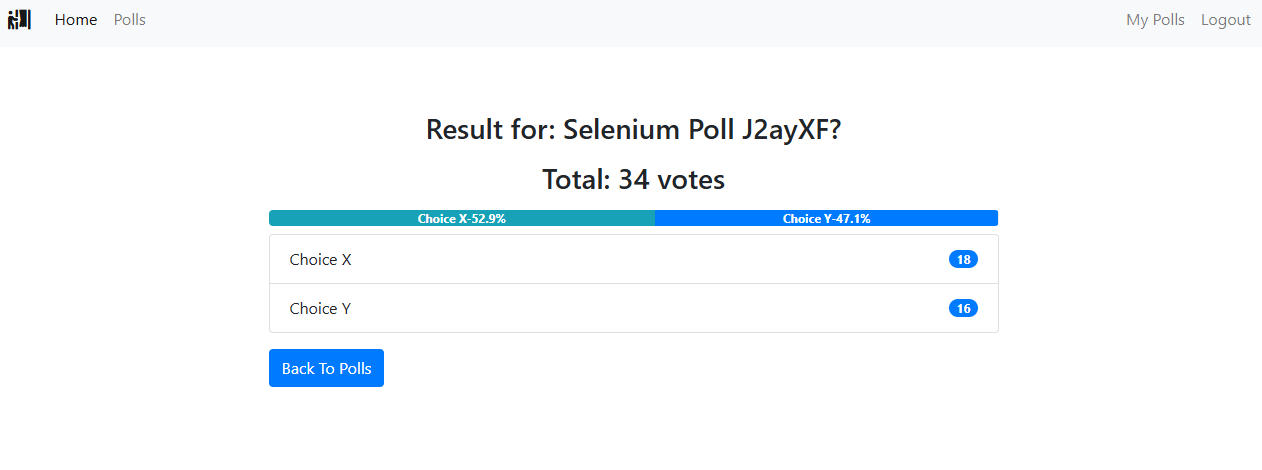 Home Polls My Polls Logout
Result for: Selenium Poll J2ayXF?
Total: 34 votes
Choice X-52.9% Choice Y-47.1%
Choice X 18
Choice Y 16
Back To Polls